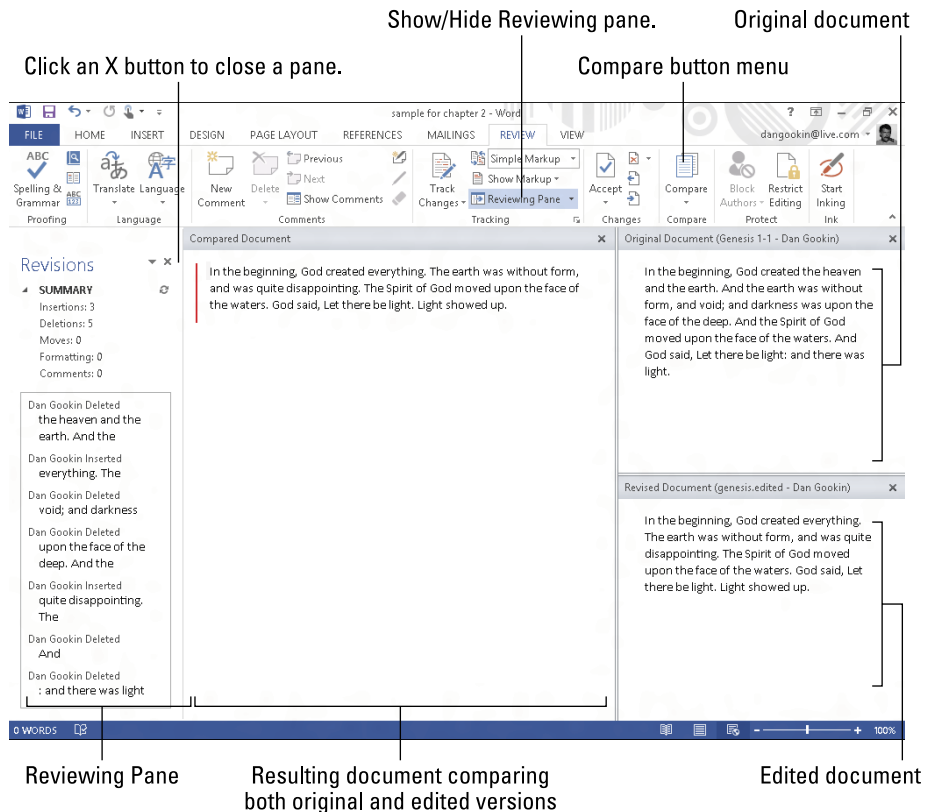 Show/Hide Reviewing pane.
Original document
Click an X button to close a pane.
Compare button menu
sample for chapter 2 - Word
FILE HOME INSERT DESIGN PAGE LAYOUT REFERENCES MAILINGS REVIEW VIEW
dangookin@live.com
ABC
Spelling & Grammar
ABC
123
Proofing
Translate
Language
Language
New Comment
Delete
Previous
Next
Show Comments
Comments
Track Changes
Simple Markup
Show Markup
Reviewing Pane
Tracking
Accept
Changes
Compare
Compare
Block Authors
Restrict Editing
Protect
Start Inking
Ink
Revisions
SUMMARY
Insertions: 3
Deletions: 5
Moves: 0
Formatting: 0
Comments: 0
Dan Gookin Deleted
the heaven and the
earth. And the
Dan Gookin Inserted
everything. The
Dan Gookin Deleted
void; and darkness
Dan Gookin Deleted
upon the face of the
deep. And the
Dan Gookin Inserted
quite disappointing.
The
Dan Gookin Deleted
And
Dan Gookin Deleted
: and there was light
Compared Document
In the beginning, God created everything. The earth was without form,
and was quite disappointing. The Spirit of God moved upon the face of
the waters. God said, Let there be light. Light showed up.
Original Document (Genesis 1-1 - Dan Gookin)
In the beginning, God created the heaven
and the earth. And the earth was without
form, and void; and darkness was upon the
face of the deep. And the Spirit of God
moved upon the face of the waters. And
God said, Let there be light: and there was
light.
Revised Document (genesis.edited - Dan Gookin)
In the beginning, God created everything.
The earth was without form, and was quite
disappointing. The Spirit of God moved
upon the face of the waters. God said, Let
there be light. Light showed up.
0 WORDS
100%
Reviewing Pane
Resulting document comparing
both original and edited versions
Edited document